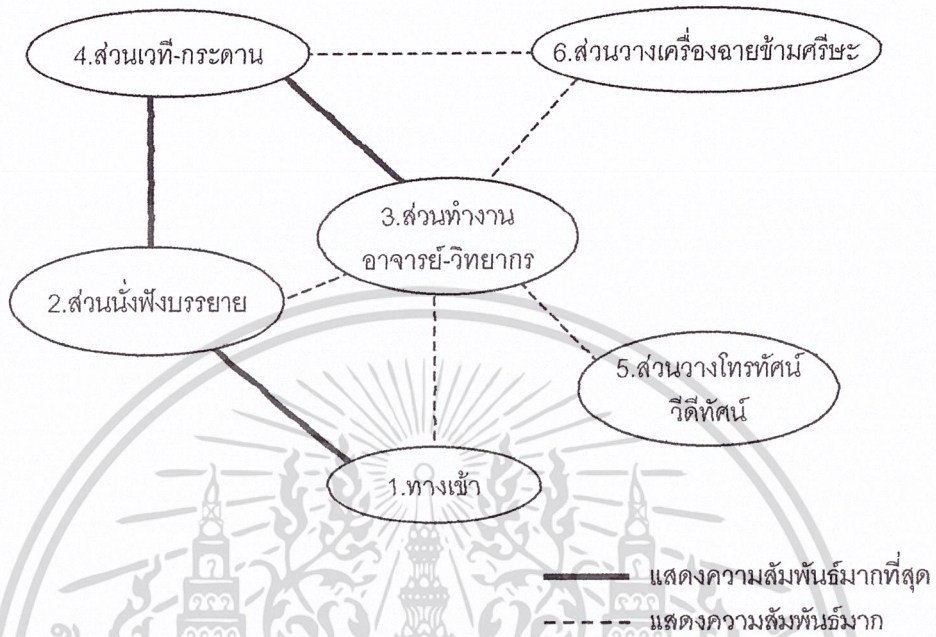 4.ส่วนเวที-กระดาน
6.ส่วนวางเครื่องฉายข้ามศรีษะ
3.ส่วนทำงาน
อาจารย์-วิทยากร
2.ส่วนนั่งฟังบรรยาย
5.ส่วนวางโทรทัศน์
วีดีทัศน์
1.ทางเข้า
แสดงความสัมพันธ์มากที่สุด
แสดงความสัมพันธ์มาก